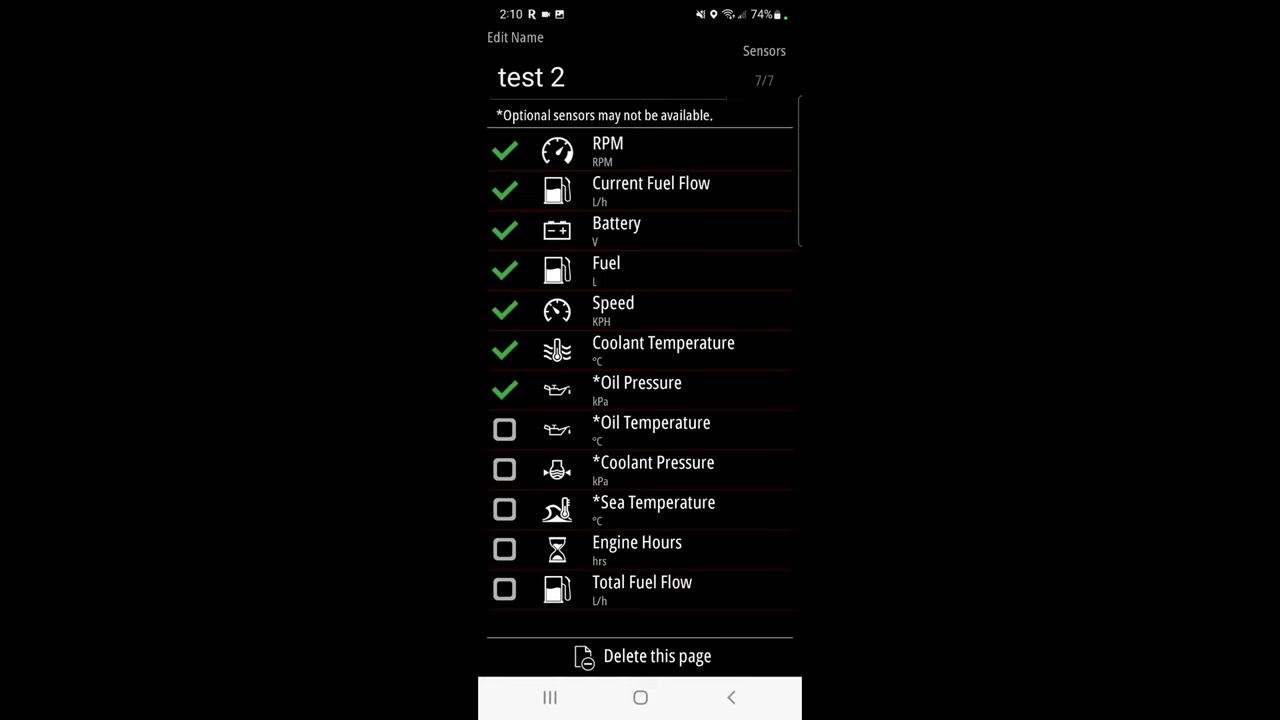 2:10 R 74%
Edit Name
Sensors
test 2
7/7
*Optional sensors may not be available.
RPM
RPM
Current Fuel Flow
L/h
Battery
V
Fuel
L
Speed
KPH
Coolant Temperature
°C
*Oil Pressure
kPa
*Oil Temperature
°C
*Coolant Pressure
kPa
*Sea Temperature
°C
Engine Hours
hrs
Total Fuel Flow
L/h
Delete this page